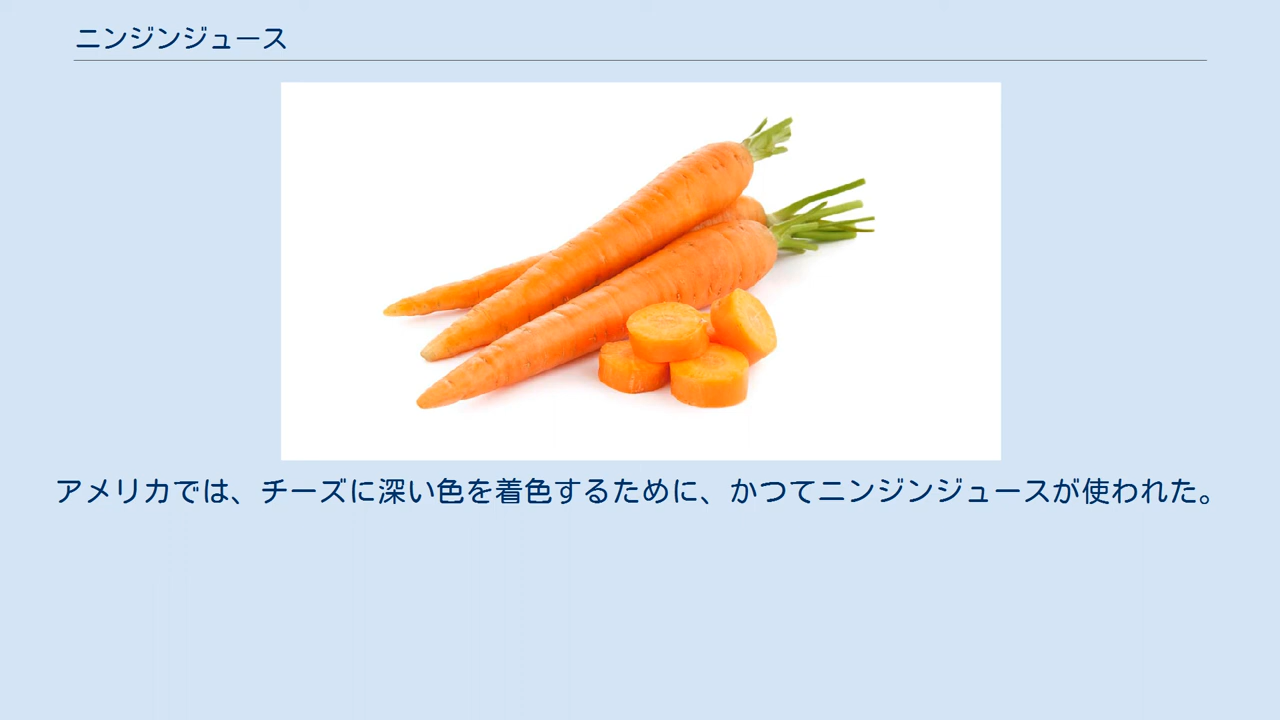 ニンジンジュース
アメリカでは、チーズに深い色を着色するために、かつてニンジンジュースが使われた。